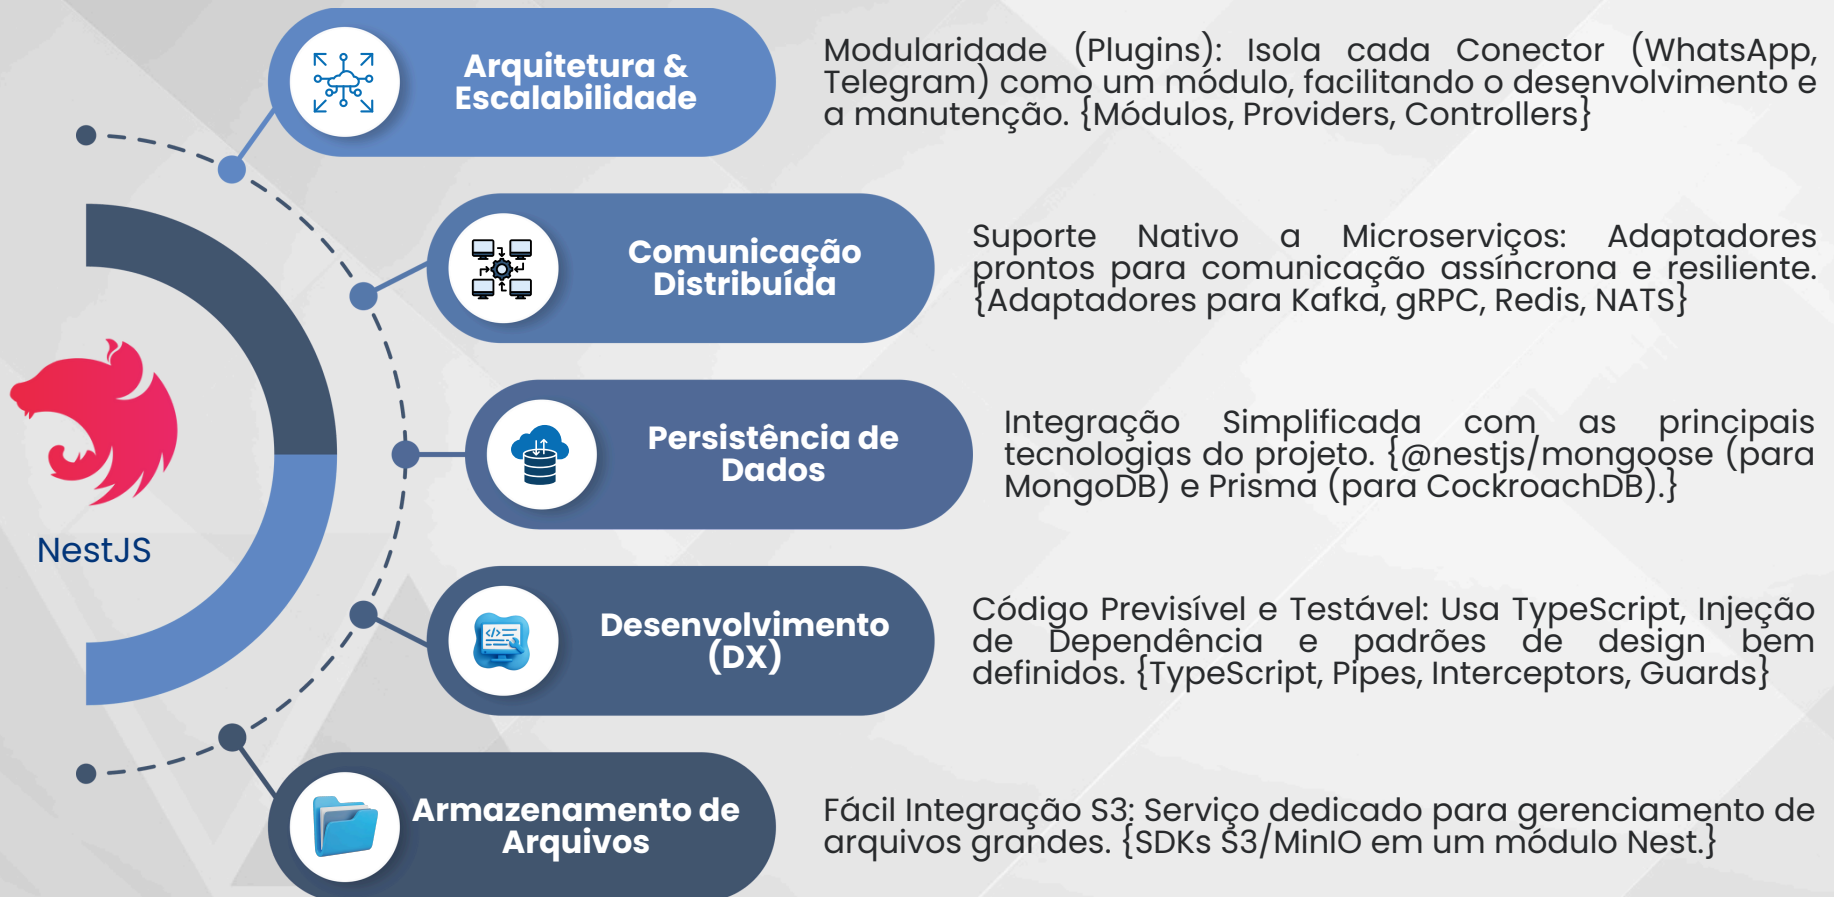 Arquitetura &
Escalabilidade
Modularidade (Plugins): Isola cada Conector (WhatsApp,
Telegram) como um módulo, facilitando o desenvolvimento e
a manutenção. {Módulos, Providers, Controllers}
Comunicação
Distribuída
Suporte Nativo a Microserviços: Adaptadores
prontos para comunicação assíncrona e resiliente.
{Adaptadores para Kafka, gRPC, Redis, NATS}
NestJS
Persistência de
Dados
Integração Simplificada com as principais
tecnologias do projeto. {@nestjs/mongoose (para
MongoDB) e Prisma (para CockroachDB).}
Desenvolvimento
(DX)
Código Previsível e Testável: Usa TypeScript, Injeção
de Dependência e padrões de design bem
definidos. {TypeScript, Pipes, Interceptors, Guards}
Armazenamento de
Arquivos
Fácil Integração S3: Serviço dedicado para gerenciamento de
arquivos grandes. {SDKs S3/MinIO em um módulo Nest.}